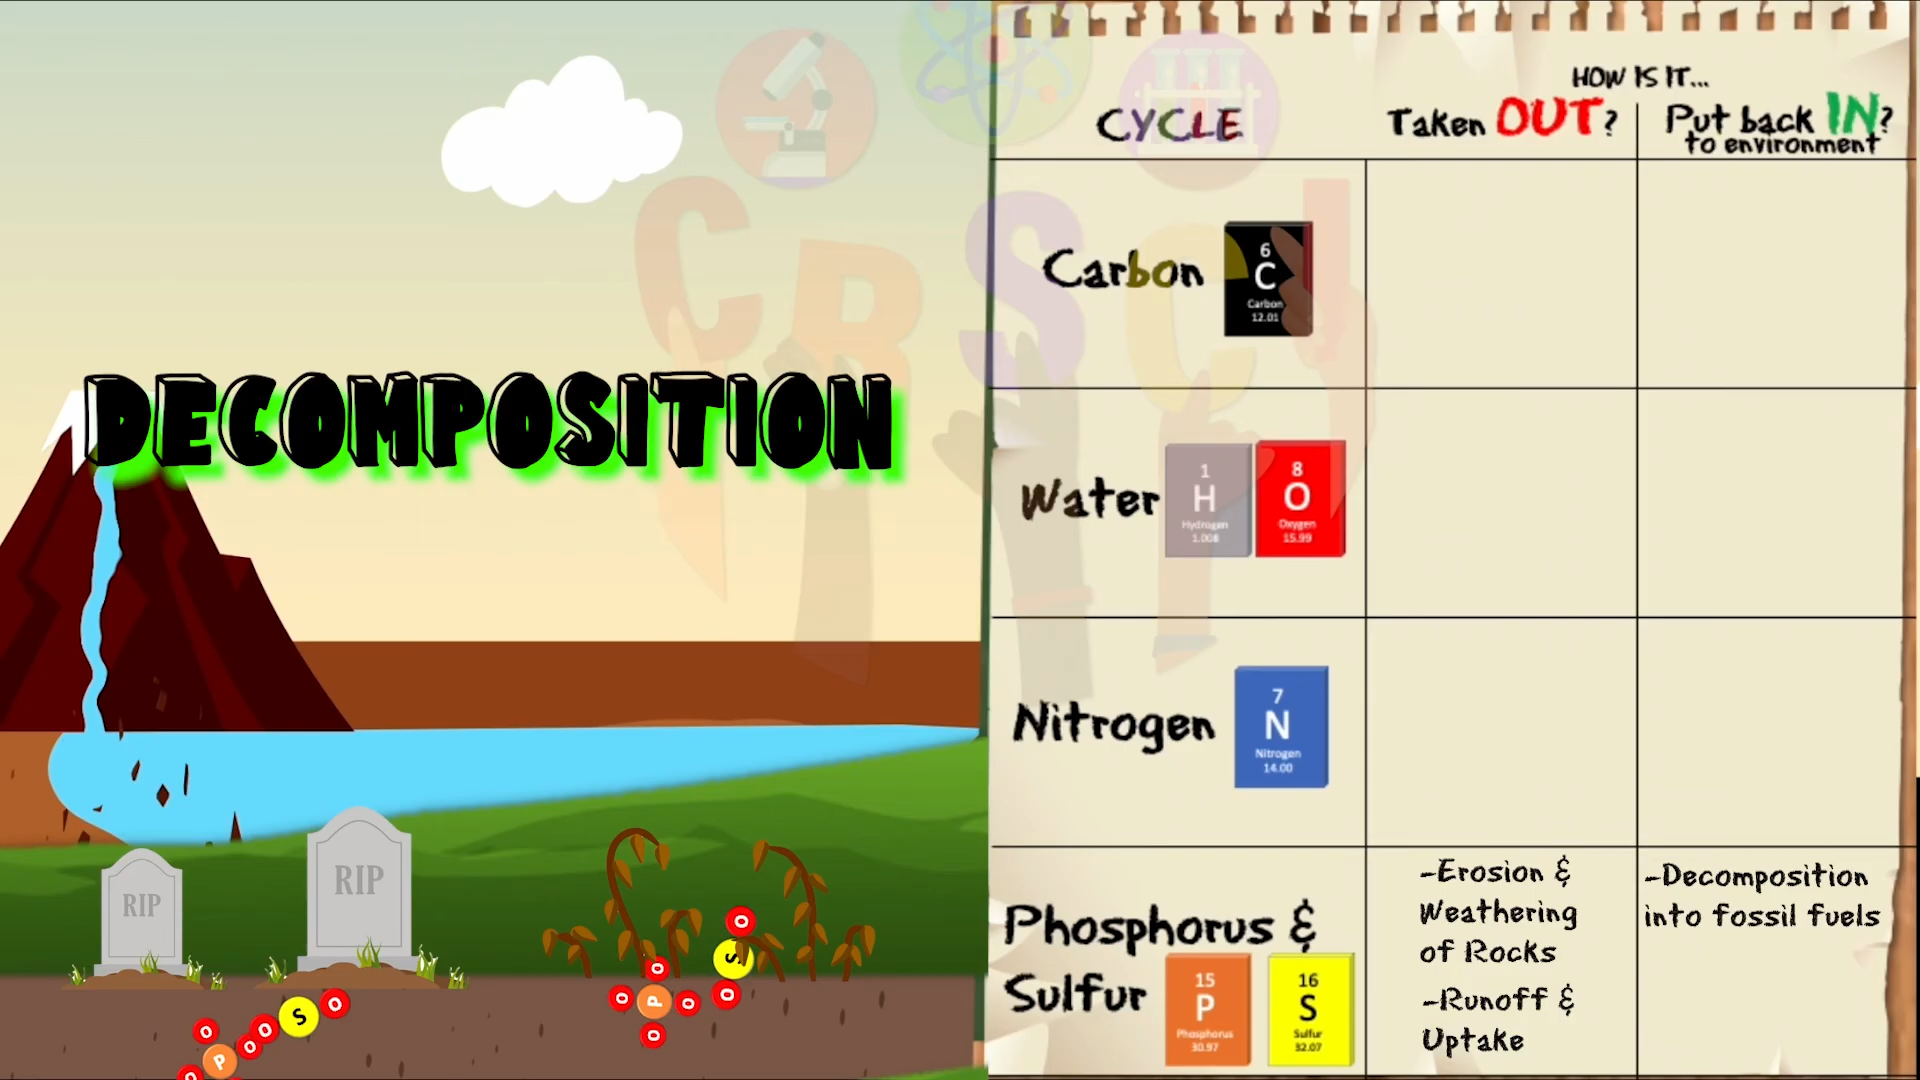 DECOMPOSITION
RIP
RIP
P
O
O
O
O
S
O
O
S
O
O
O
O
P
HOW IS IT...
CYCLE
Taken OUT?
Put back IN?
to environment
Carbon
6
C
Carbon
12.01
Water
1
H
Hydrogen
1.008
8
O
Oxygen
15.99
Nitrogen
7
N
Nitrogen
14.00
Phosphorus &
Sulfur
15
P
Phosphorus
30.97
16
S
Sulfur
32.07
-Erosion &
Weathering
of Rocks
-Runoff &
Uptake
-Decomposition
into fossil fuels
CBSCI